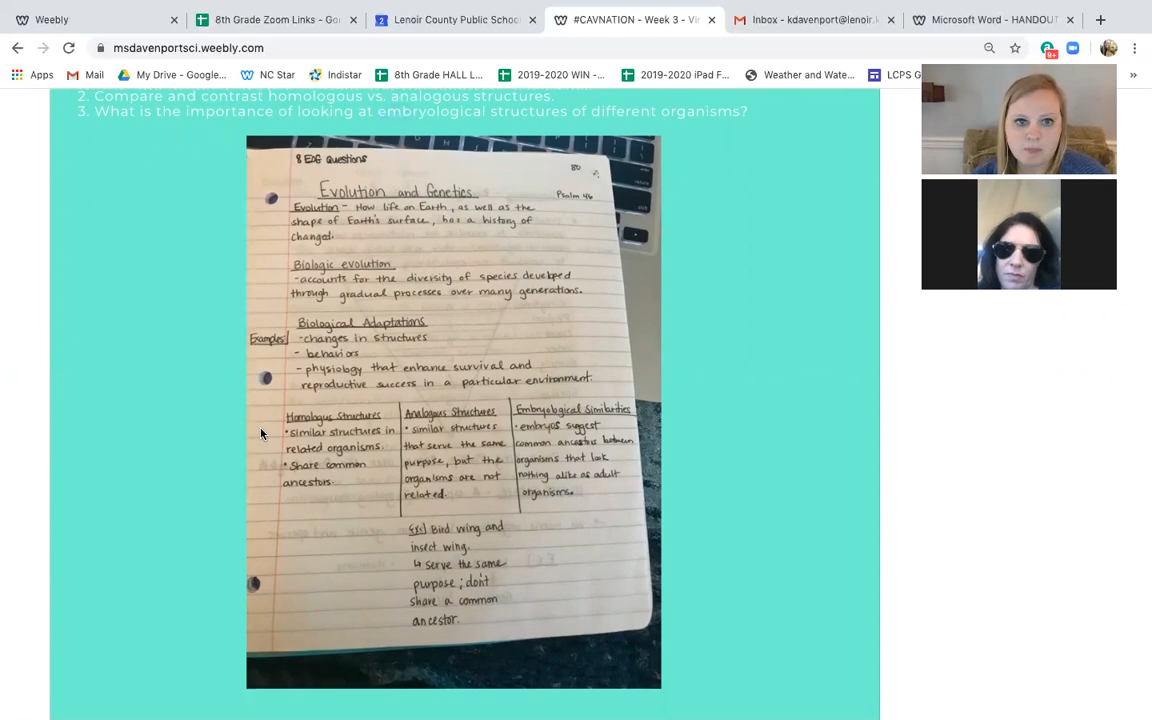 Weebly
8th Grade Zoom Links - Go
Lenoir County Public Schoo
#CAVNATION - Week 3 - Vi
Inbox - kdavenport@lenoir.k
Microsoft Word - HANDOUT
msdavenportsci.weebly.com
9+
Apps
Mail
My Drive - Google...
NC Star
Indistar
8th Grade HALL L...
2019-2020 WIN -...
2019-2020 iPad F...
Weather and Wate...
LCPS G
»
2. Compare and contrast homologous vs. analogous structures.
3. What is the importance of looking at embryological structures of different organisms?
8 EOG Questions
80
Evolution and Genetics
Psalm 46
Evolution - How life on Earth, as well as the
shape of Earth's surface, has a history of
changed.
Biologic evolution
-accounts for the diversity of species developed
through gradual processes over many generations.
Biological Adaptations
Examples
-changes in structures
- behaviors
- physiology that enhance survival and
reproductive success in a particular environment.
Homologus Structures
• Similar structures in
related organisms.
• Share common
ancestors.
Analogous Structures
• similar structures
that serve the same
purpose, but the
organisms are not
related.
Embryological Similarities
• embryos suggest
common ancestors between
organisms that look
nothing alike as adult
organisms.
Ex:) Bird wing and
insect wing.
↳ serve the same
purpose; don't
share a common
ancestor.